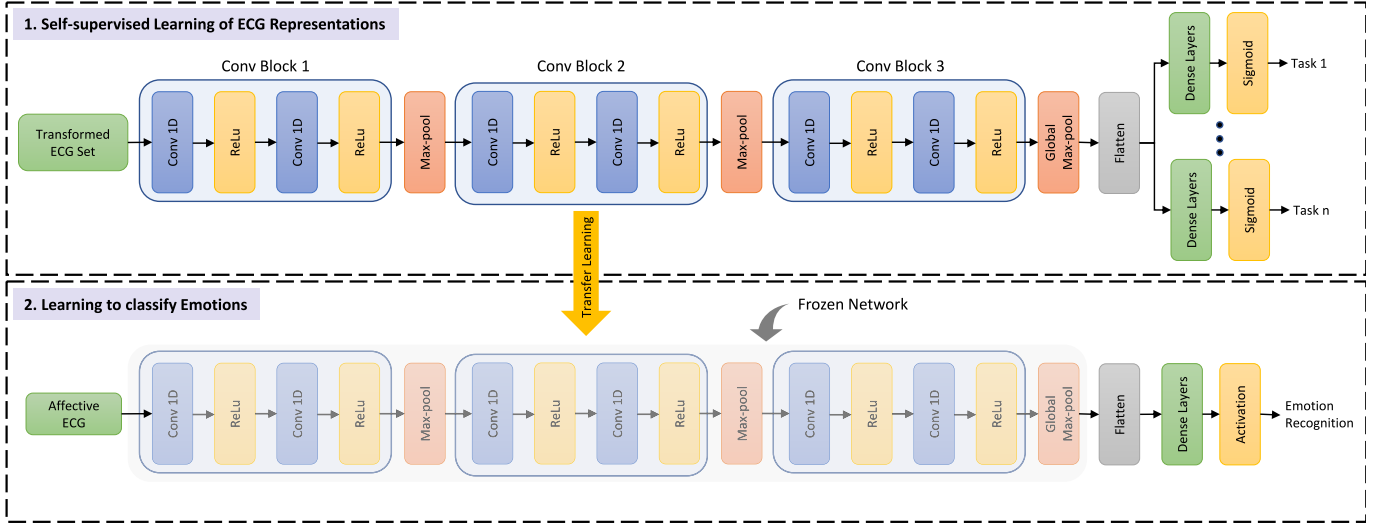 1. Self-supervised Learning of ECG Representations
Conv Block 1
Conv Block 2
Conv Block 3
Transformed
ECG Set
Conv 1D
ReLu
Conv 1D
ReLu
Max-pool
Conv 1D
ReLu
Conv 1D
ReLu
Max-pool
Conv 1D
ReLu
Conv 1D
ReLu
Global
Max-pool
Flatten
Dense Layers
Sigmoid
Task 1
Dense Layers
Sigmoid
Task n
Transfer Learning
2. Learning to classify Emotions
Frozen Network
Affective
ECG
Conv 1D
ReLu
Conv 1D
ReLu
Max-pool
Conv 1D
ReLu
Conv 1D
ReLu
Max-pool
Conv 1D
ReLu
Conv 1D
ReLu
Global
Max-pool
Flatten
Dense Layers
Activation
Emotion
Recognition